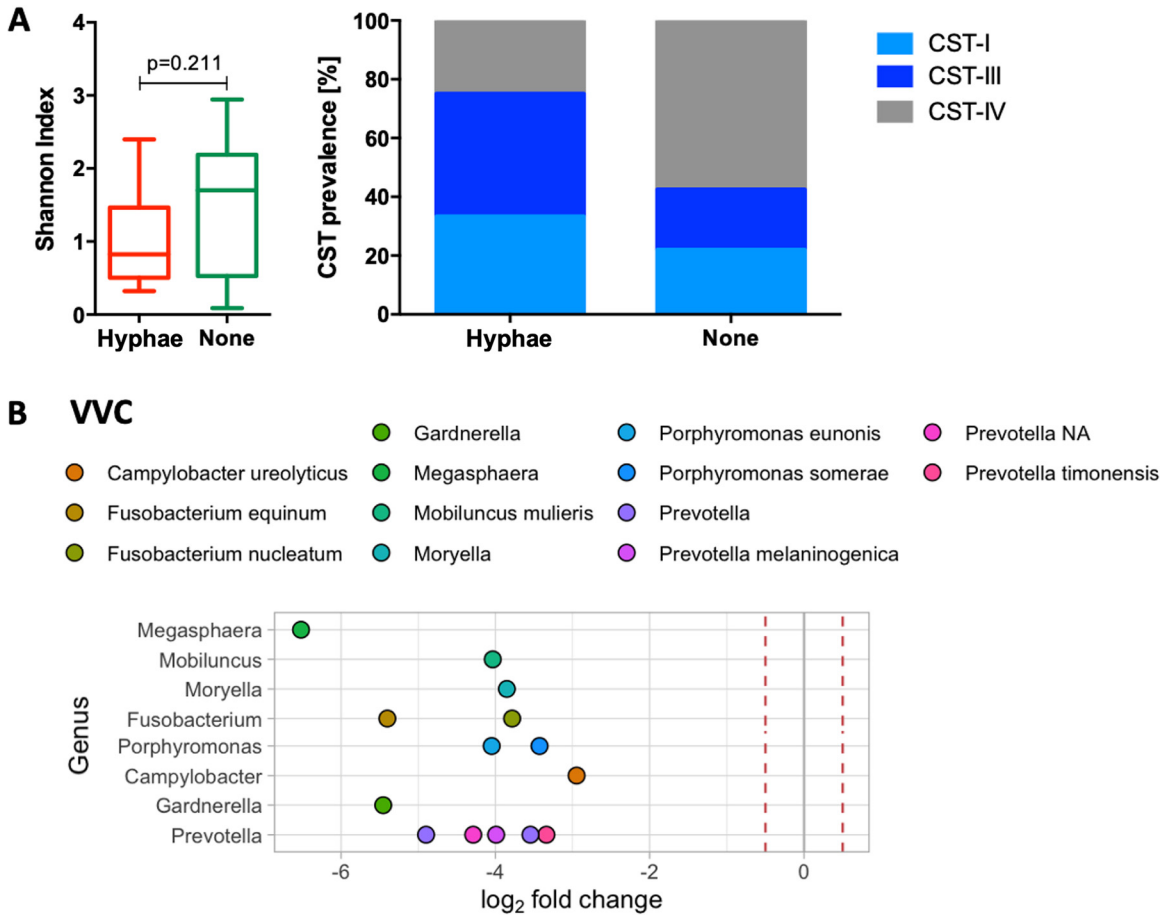 A
4
3
2
1
0
Shannon Index
p=0.211
Hyphae None
100
80
60
40
20
0
CST prevalence [%]
Hyphae
None
CST-I
CST-III
CST-IV
B VVC
Campylobacter ureolyticus
Fusobacterium equinum
Fusobacterium nucleatum
Gardnerella
Megasphaera
Mobiluncus mulieris
Moryella
Porphyromonas eunonis
Porphyromonas somerae
Prevotella
Prevotella melaninogenica
Prevotella NA
Prevotella timonensis
Genus
Megasphaera
Mobiluncus
Moryella
Fusobacterium
Porphyromonas
Campylobacter
Gardnerella
Prevotella
-6 -4 -2 0
log2 fold change